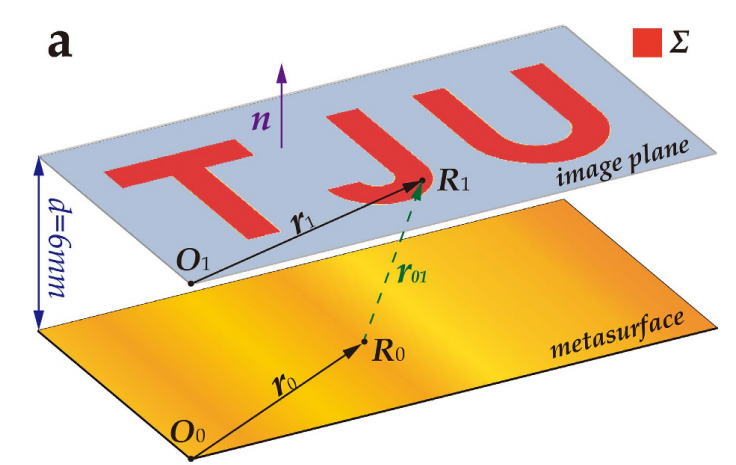 a
Σ
n
TJU
image plane
R1
r1
O1
d=6mm
r01
metasurface
R0
r0
O0